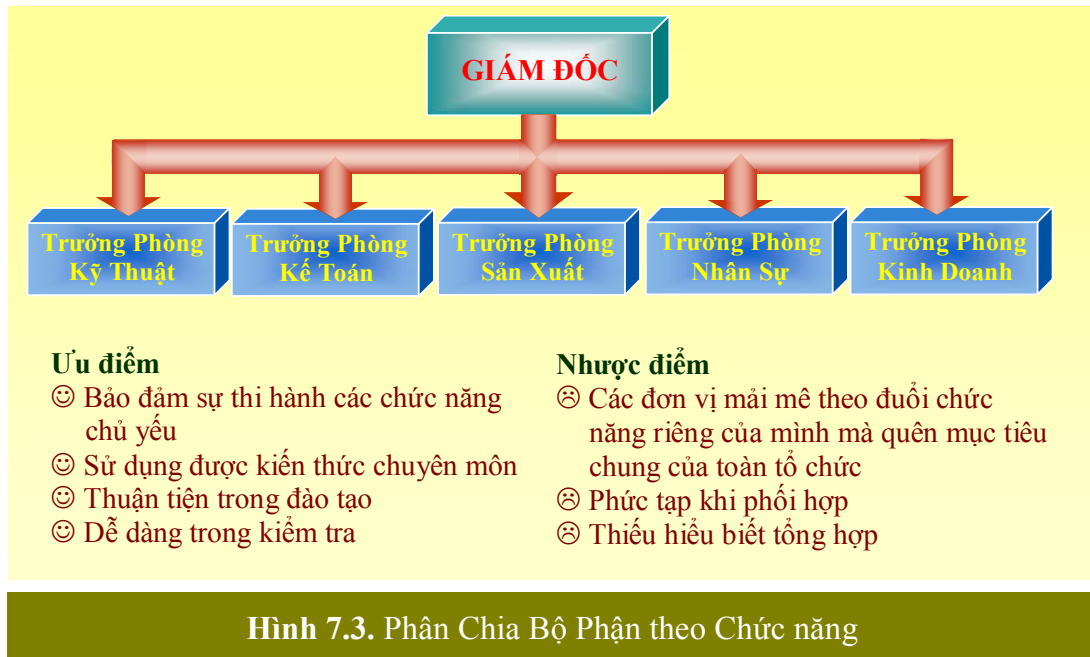 GIÁM ĐỐC
Trưởng Phòng
Kỹ Thuật
Trưởng Phòng
Kế Toán
Trưởng Phòng
Sản Xuất
Trưởng Phòng
Nhân Sự
Trưởng Phòng
Kinh Doanh
Ưu điểm
☺ Bảo đảm sự thi hành các chức năng
chủ yếu
☺ Sử dụng được kiến thức chuyên môn
☺ Thuận tiện trong đào tạo
☺ Dễ dàng trong kiểm tra
Nhược điểm
☹ Các đơn vị mải mê theo đuổi chức
năng riêng của mình mà quên mục tiêu
chung của toàn tổ chức
☹ Phức tạp khi phối hợp
☹ Thiếu hiểu biết tổng hợp
Hình 7.3. Phân Chia Bộ Phận theo Chức năng